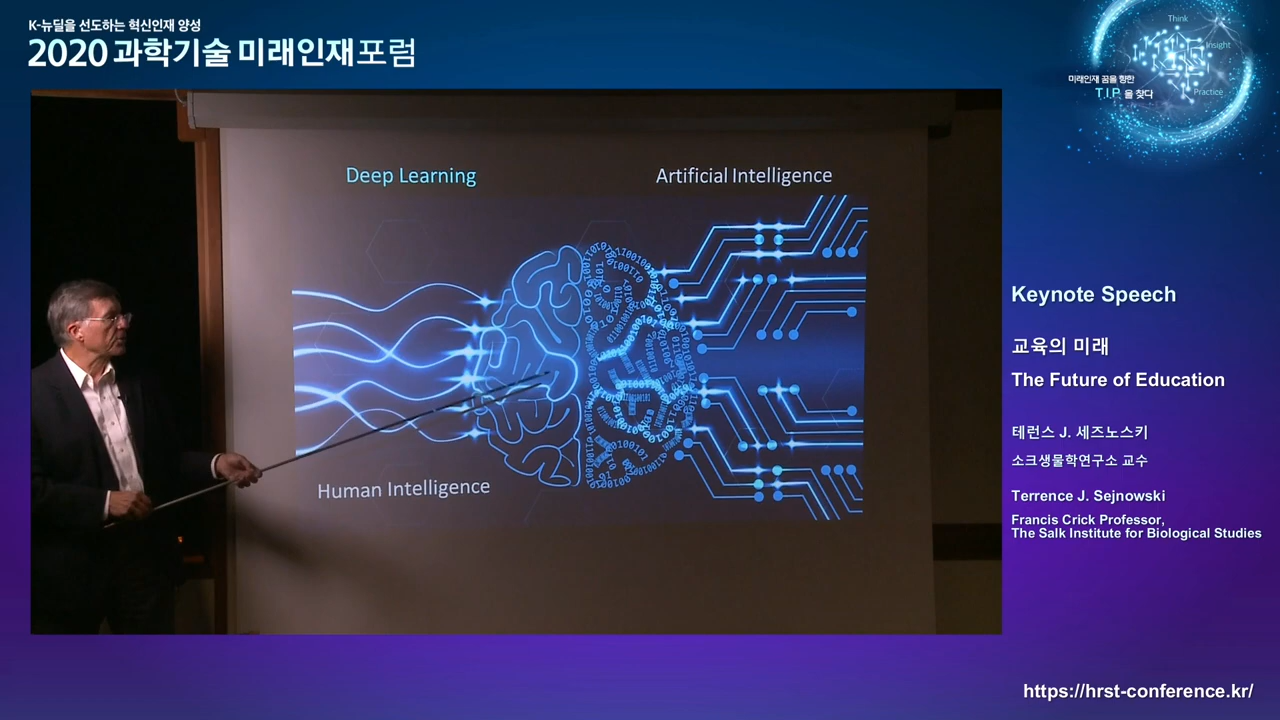 K-뉴딜을 선도하는 혁신인재 양성
2020 과학기술 미래인재포럼
Think
Insight
미래인재 꿈을 향한
T.I.P 을 찾다
Practice
Deep Learning
Artificial Intelligence
Human Intelligence
Keynote Speech
교육의 미래
The Future of Education
테런스 J. 세즈노스키
소크생물학연구소 교수
Terrence J. Sejnowski
Francis Crick Professor,
The Salk Institute for Biological Studies
https://hrst-conference.kr/